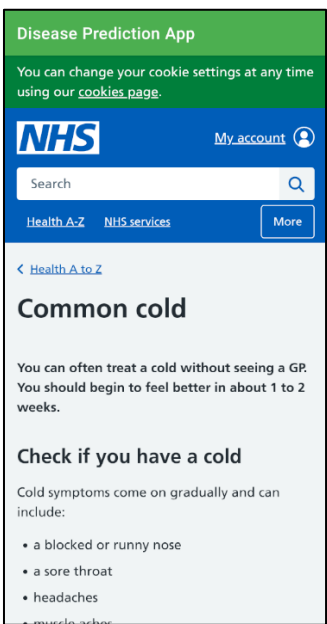 Disease Prediction App
You can change your cookie settings at any time
using our cookies page.
NHS
My account
Search
Health A-Z NHS services More
Health A to Z
Common cold
You can often treat a cold without seeing a GP.
You should begin to feel better in about 1 to 2
weeks.
Check if you have a cold
Cold symptoms come on gradually and can
include:
• a blocked or runny nose
• a sore throat
• headaches
• muscle aches